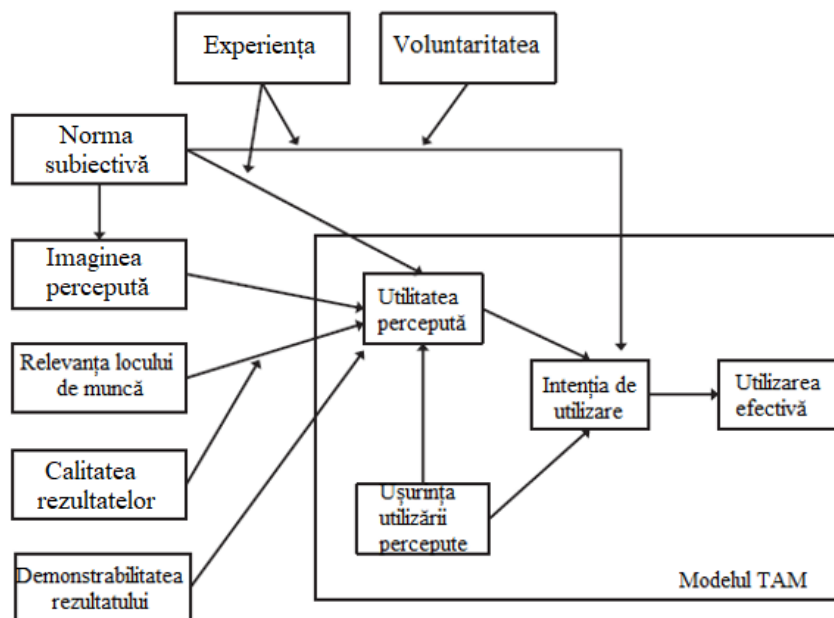 Experiența
Voluntaritatea
Norma
subiectivă
Imaginea
percepută
Utilitatea
percepută
Relevanța locului
de muncă
Intenția de
utilizare
Utilizarea
efectivă
Calitatea
rezultatelor
Ușurința
utilizării
percepute
Demonstrabilitatea
rezultatului
Modelul TAM